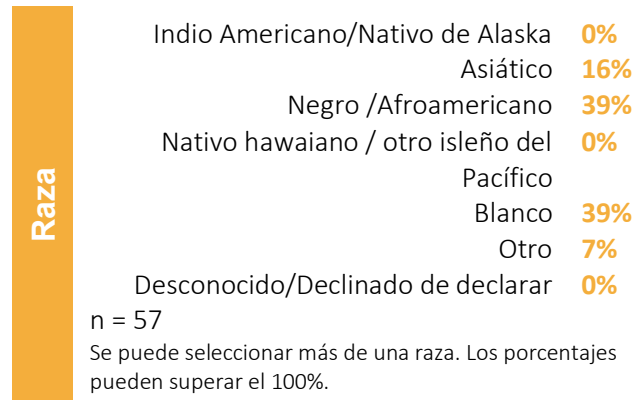 Raza
Indio Americano/Nativo de Alaska 0%
Asiático 16%
Negro /Afroamericano 39%
Nativo hawaiano / otro isleño del 0%
Pacífico
Blanco 39%
Otro 7%
Desconocido/Declinado de declarar 0%
n = 57
Se puede seleccionar más de una raza. Los porcentajes
pueden superar el 100%.